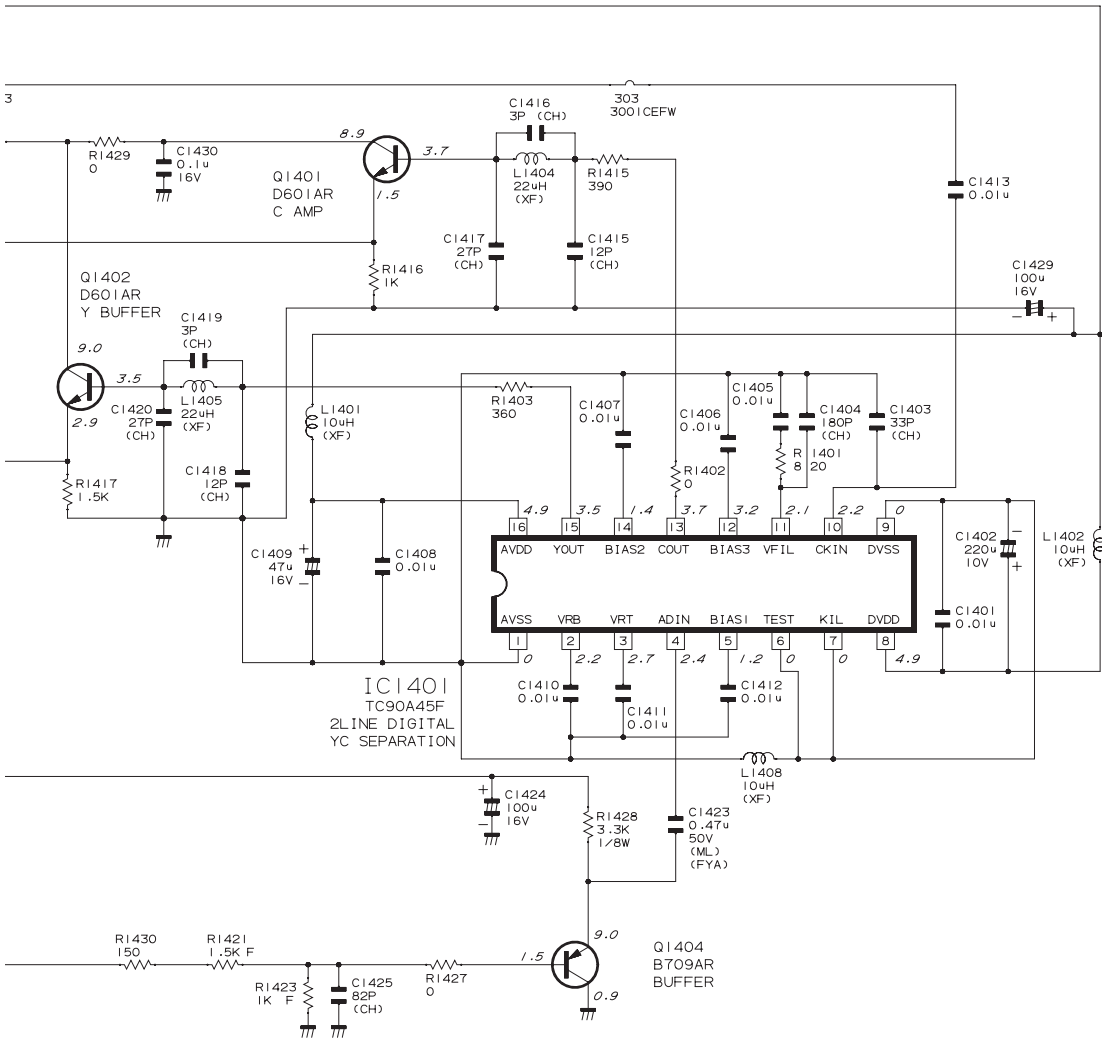 3
303
3001CEFW
C1416
3P (CH)
8.9
3.7
R1429
0
C1430
0.1u
16V
Q1401
D601AR
C AMP
1.5
L1404
22uH
(XF)
R1415
390
C1413
0.01u
C1417
27P
(CH)
C1415
12P
(CH)
R1416
1K
C1429
100u
16V
-
+
Q1402
D601AR
Y BUFFER
C1419
3P
(CH)
9.0
3.5
L1405
22uH
(XF)
C1420
27P
(CH)
2.9
L1401
10uH
(XF)
R1403
360
C1407
0.01u
C1406
0.01u
C1405
0.01u
C1404
180P
(CH)
C1403
33P
(CH)
R1401
820
R1402
0
C1418
12P
(CH)
R1417
1.5K
4.9
3.5
1.4
3.7
3.2
2.1
2.2
0
16
15
14
13
12
11
10
9
AVDD
YOUT
BIAS2
COUT
BIAS3
VFIL
CKIN
DVSS
C1409
47u
16V
+
-
C1408
0.01u
C1402
220u
10V
-
+
L1402
10uH
(XF)
C1401
0.01u
AVSS
VRB
VRT
ADIN
BIAS1
TEST
KIL
DVDD
1
2
3
4
5
6
7
8
0
2.2
2.7
2.4
1.2
0
0
4.9
IC1401
TC90A45F
2LINE DIGITAL
YC SEPARATION
C1410
0.01u
C1411
0.01u
C1412
0.01u
L1408
10uH
(XF)
+
-
C1424
100u
16V
R1428
3.3K
1/8W
C1423
0.47u
50V
(ML)
(FYA)
R1430
150
R1421
1.5K F
R1423
1K F
C1425
82P
(CH)
R1427
0
1.5
9.0
0.9
Q1404
B709AR
BUFFER